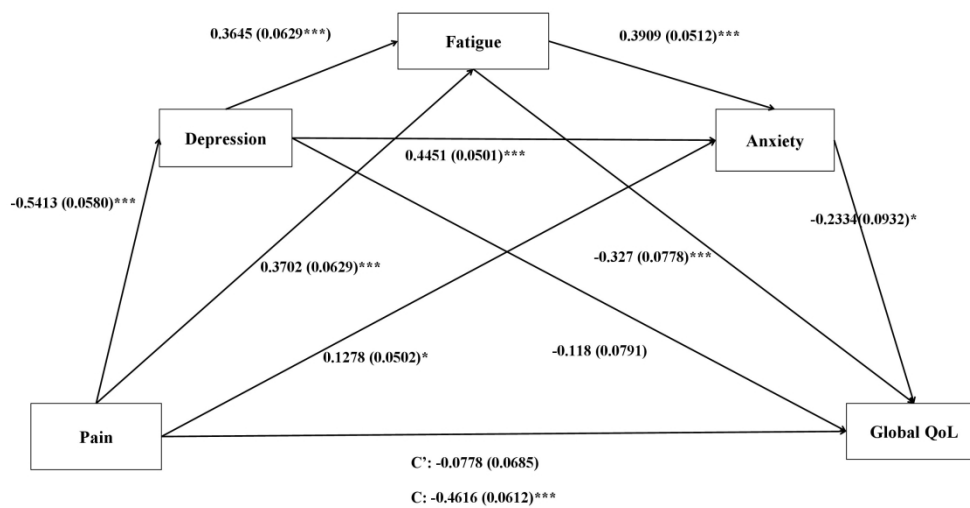 0.3645 (0.0629***)
Fatigue
0.3909 (0.0512)***
Depression
Anxiety
0.4451 (0.0501)***
-0.5413 (0.0580)***
-0.2334(0.0932)*
0.3702 (0.0629)***
-0.327 (0.0778)***
0.1278 (0.0502)*
-0.118 (0.0791)
Pain
Global QoL
C’: -0.0778 (0.0685)
C: -0.4616 (0.0612)***